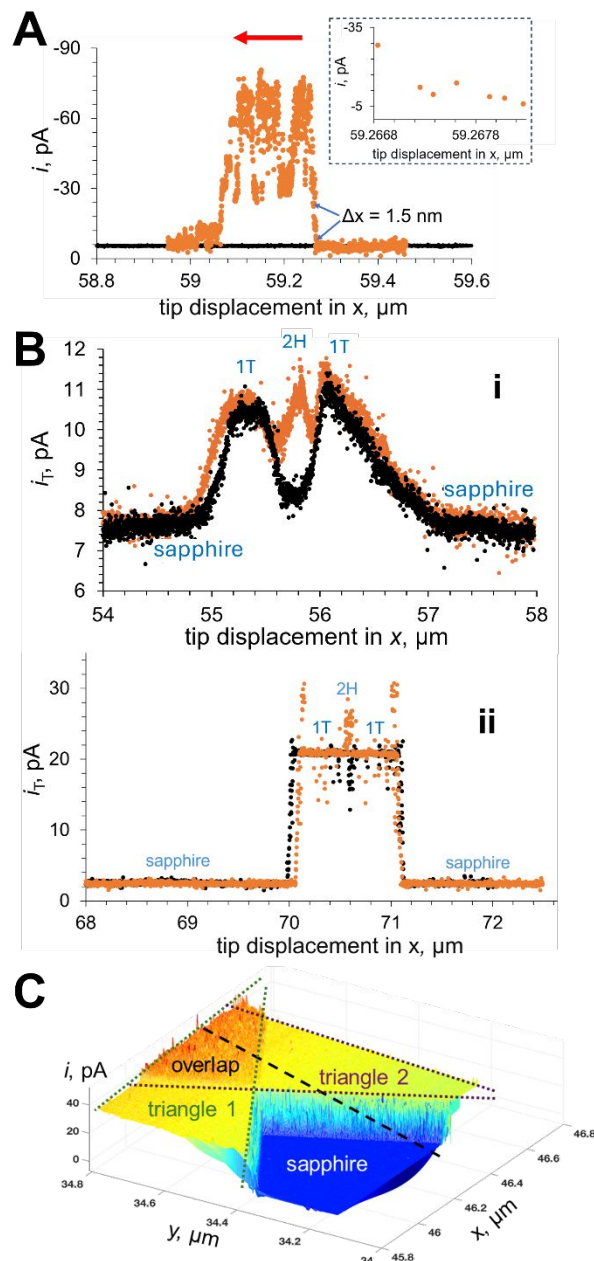 A
-90
-60
-30
0
i, pA
58.8 59 59.2 59.4 59.6
tip displacement in x, µm
Δx = 1.5 nm
-35
-5
i, pA
59.2668 59.2678
tip displacement in x, µm
B
i
12
11
10
9
8
7
6
iT, pA
1T 2H 1T
sapphire
sapphire
54 55 56 57 58
tip displacement in x, µm
ii
30
20
10
0
iT, pA
2H
1T 1T
sapphire sapphire
68 69 70 71 72
tip displacement in x, µm
C
i, pA
40
20
0
overlap
triangle 2
triangle 1
sapphire
34.8
34.6
34.4
34.2
34
y, µm
45.8
46
46.2
46.4
46.6
46.8
x, µm